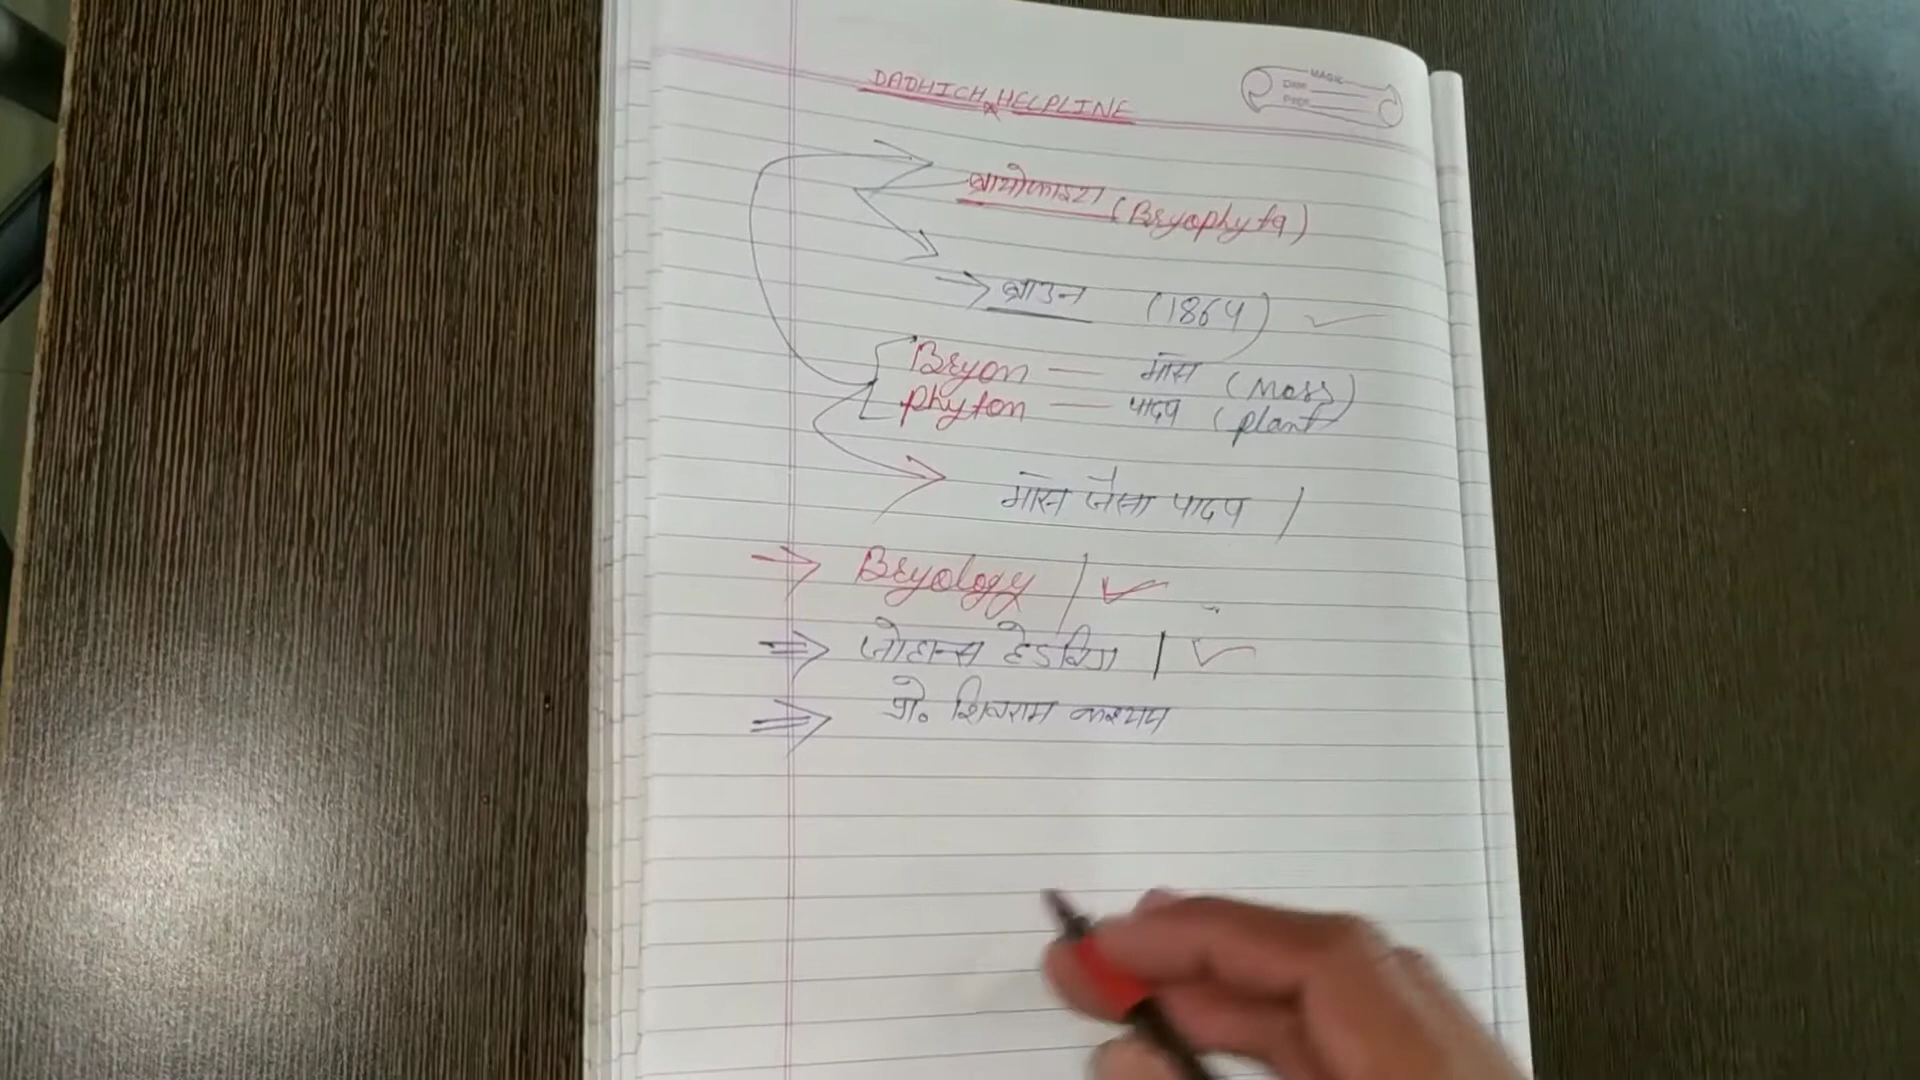 DADHICH HELPLINE
MAGIC
Date
Page
ब्रायोफाइटा (Bryophyta)
→ ब्राउन (1864)
Bryon — मॉस (Moss)
Phyton — पादप (plant
मॉस जैसा पादप |
→ Bryology |
⇒ जोहान्स हेडविग |
⇒ प्रो. शिवराम कश्यप